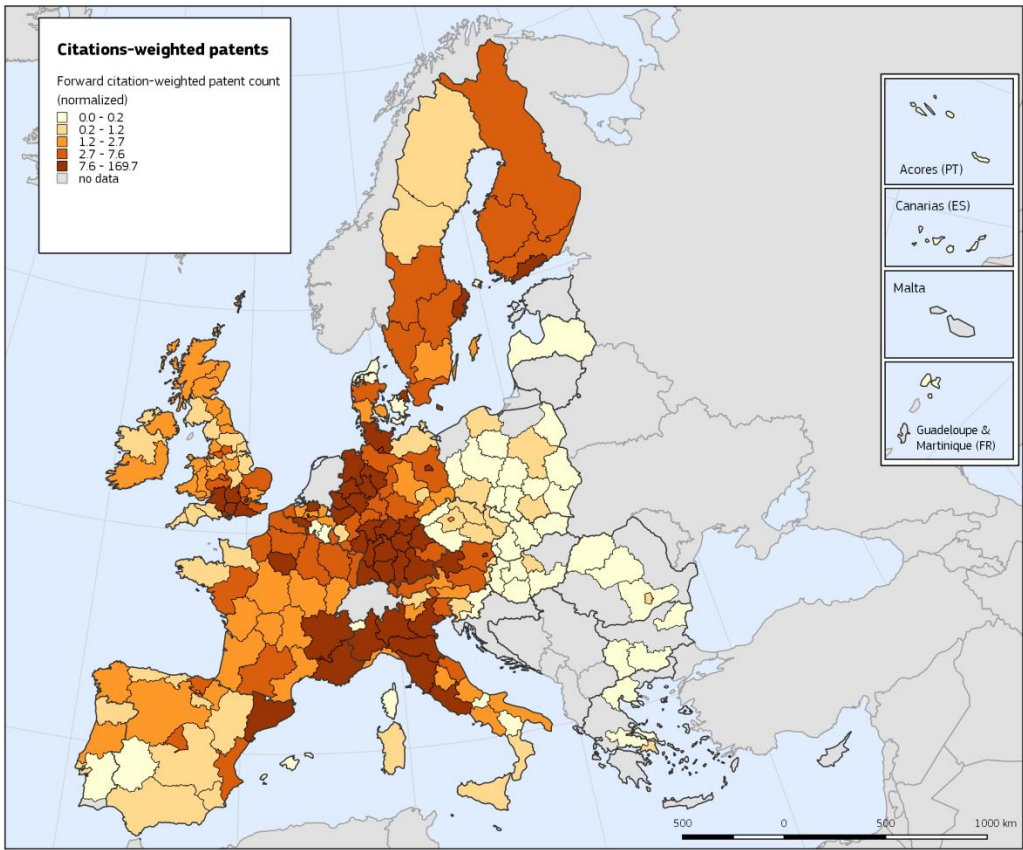 Citations-weighted patents
Forward citation-weighted patent count
(normalized)
0.0 - 0.2
0.2 - 1.2
1.2 - 2.7
2.7 - 7.6
7.6 - 169.7
no data
Acores (PT)
Canarias (ES)
Malta
Guadeloupe &
Martinique (FR)
500 0 500 1000 km